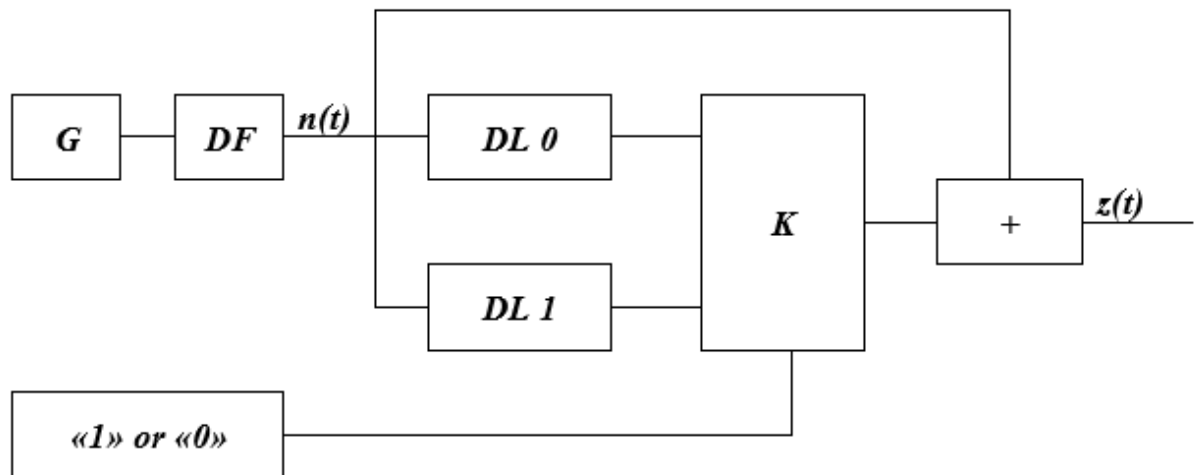 n(t)
G
DF
DL 0
K
z(t)
+
DL 1
«1» or «0»